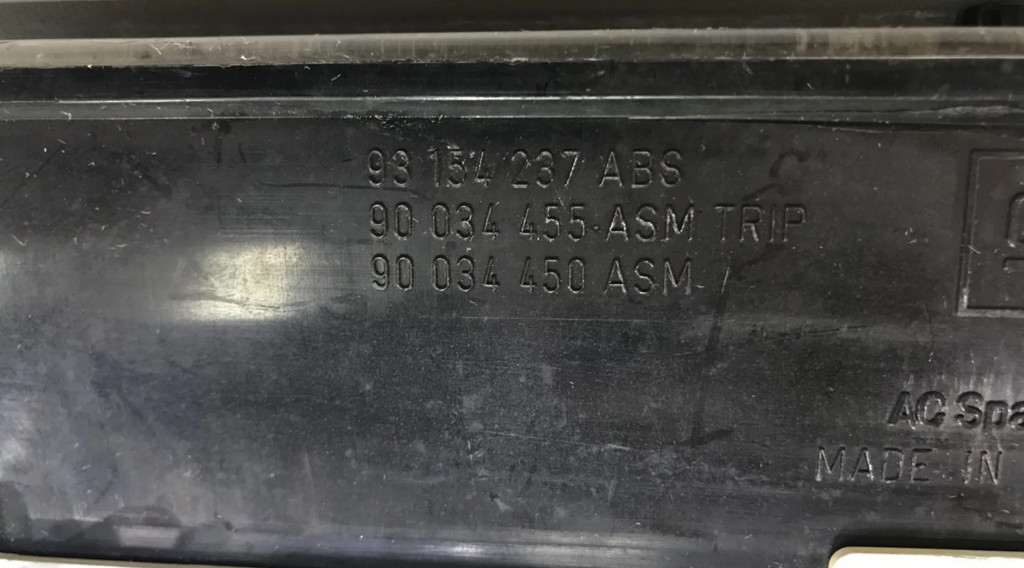 93 154 237 ABS
90 034 455 ASM TRIP
90 034 450 ASM
AC Spa
MADE IN